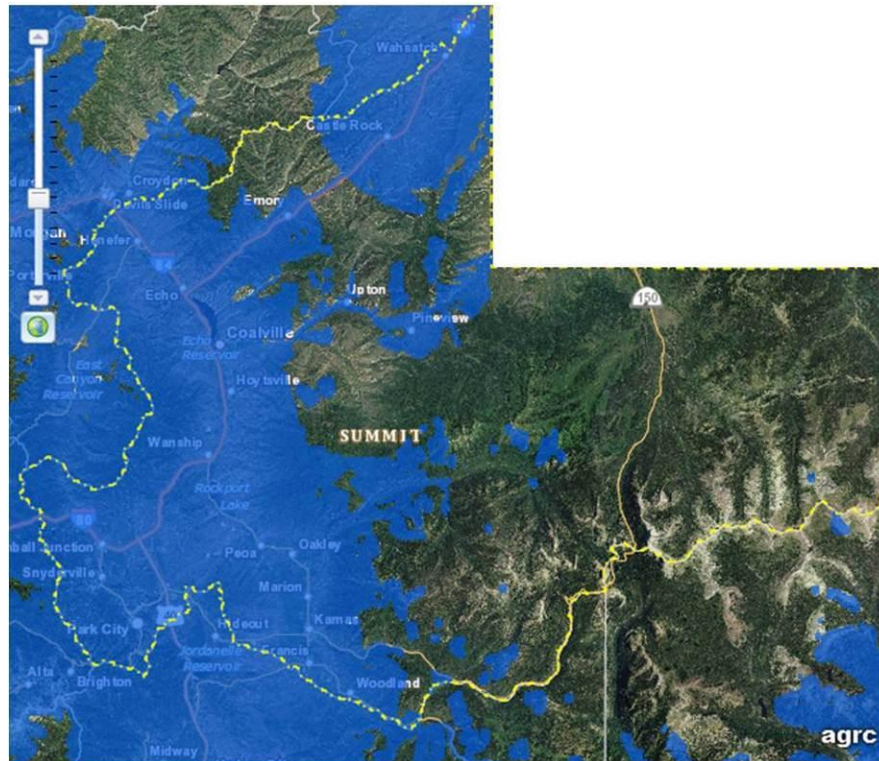 Wahsatch
Castle Rock
Croydon
Devils Slide
Emory
Morgan
Henefer
Porterville
84
Echo
Upton
150
Pineview
Coalville
Echo
Reservoir
East
Canyon
Reservoir
Hoytsville
SUMMIT
Wanship
Rockport
Lake
80
Peoa
Oakley
Snyderville
Marion
Kamas
Park City
40
Hideout
Jordanelle
Reservoir
Francis
Alta
Brighton
Woodland
Midway
agrc